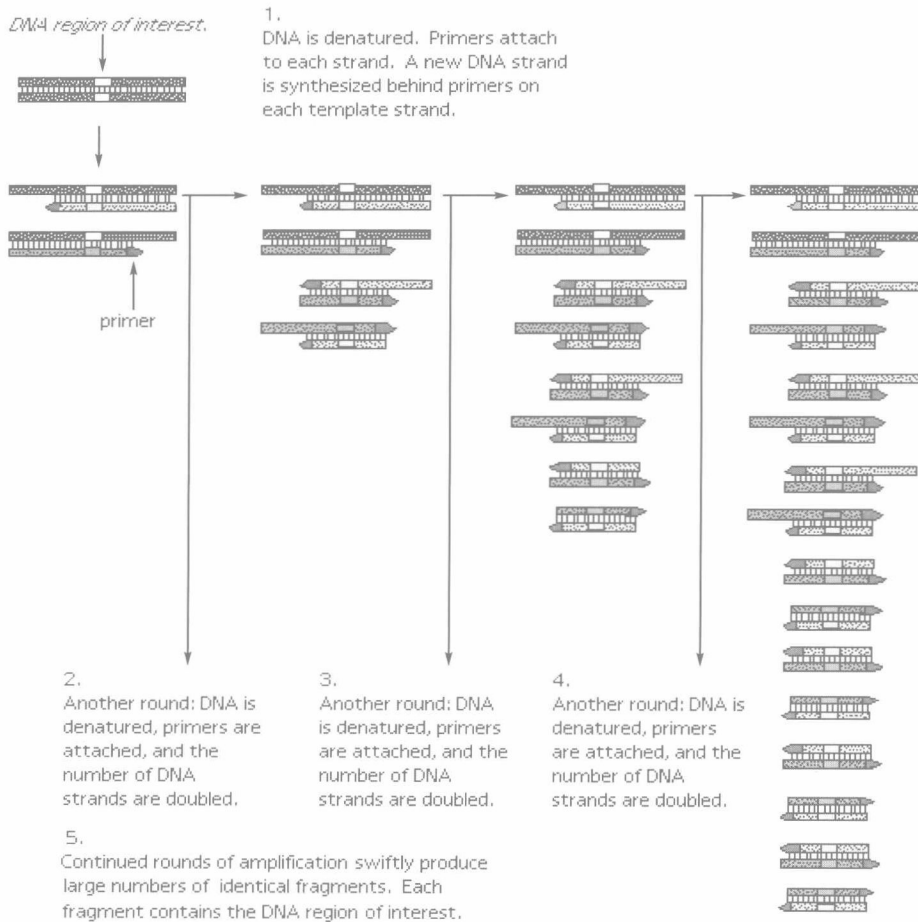 DNA region of interest.
1.
DNA is denatured. Primers attach
to each strand. A new DNA strand
is synthesized behind primers on
each template strand.
primer
2.
Another round: DNA is
denatured, primers are
attached, and the
number of DNA
strands are doubled.
3.
Another round: DNA
is denatured, primers
are attached, and the
number of DNA
strands are doubled.
4.
Another round: DNA is
denatured, primers
are attached, and the
number of DNA
strands are doubled.
5.
Continued rounds of amplification swiftly produce
large numbers of identical fragments. Each
fragment contains the DNA region of interest.